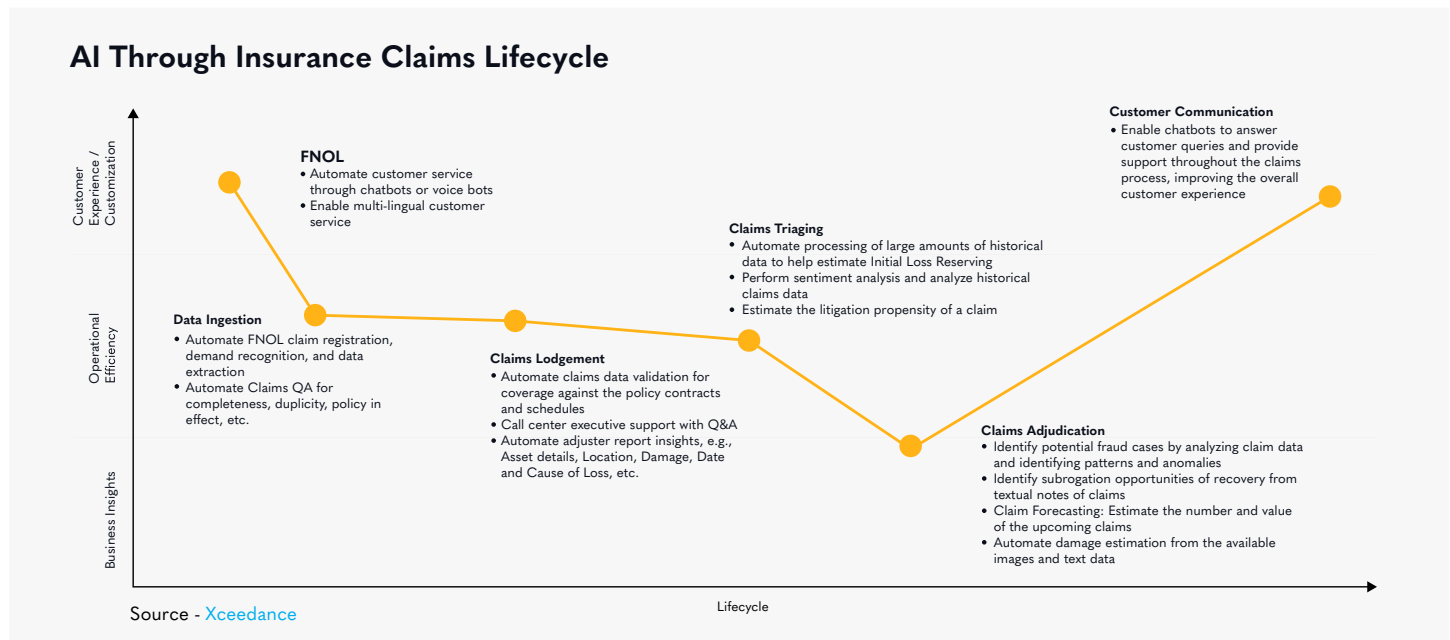 AI Through Insurance Claims Lifecycle
Customer
Experience /
Customization
Operational
Efficiency
Business Insights
FNOL
• Automate customer service
through chatbots or voice bots
• Enable multi-lingual customer
service
Data Ingestion
• Automate FNOL claim registration,
demand recognition, and data
extraction
• Automate Claims QA for
completeness, duplicity, policy in
effect, etc.
Claims Lodgement
• Automate claims data validation for
coverage against the policy contracts
and schedules
• Call center executive support with Q&A
• Automate adjuster report insights, e.g.,
Asset details, Location, Damage, Date
and Cause of Loss, etc.
Claims Triaging
• Automate processing of large amounts of historical
data to help estimate Initial Loss Reserving
• Perform sentiment analysis and analyze historical
claims data
• Estimate the litigation propensity of a claim
Claims Adjudication
• Identify potential fraud cases by analyzing claim data
and identifying patterns and anomalies
• Identify subrogation opportunities of recovery from
textual notes of claims
• Claim Forecasting: Estimate the number and value
of the upcoming claims
• Automate damage estimation from the available
images and text data
Customer Communication
• Enable chatbots to answer
customer queries and provide
support throughout the claims
process, improving the overall
customer experience
Lifecycle
Source - Xceedance